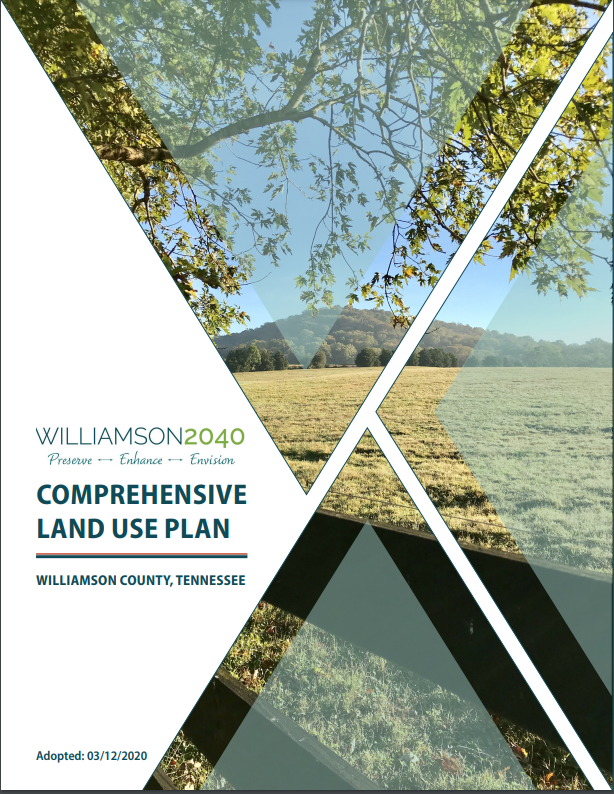 WILLIAMSON2040
Preserve ↔ Enhance ↔ Envision
COMPREHENSIVE
LAND USE PLAN
WILLIAMSON COUNTY, TENNESSEE
Adopted: 03/12/2020